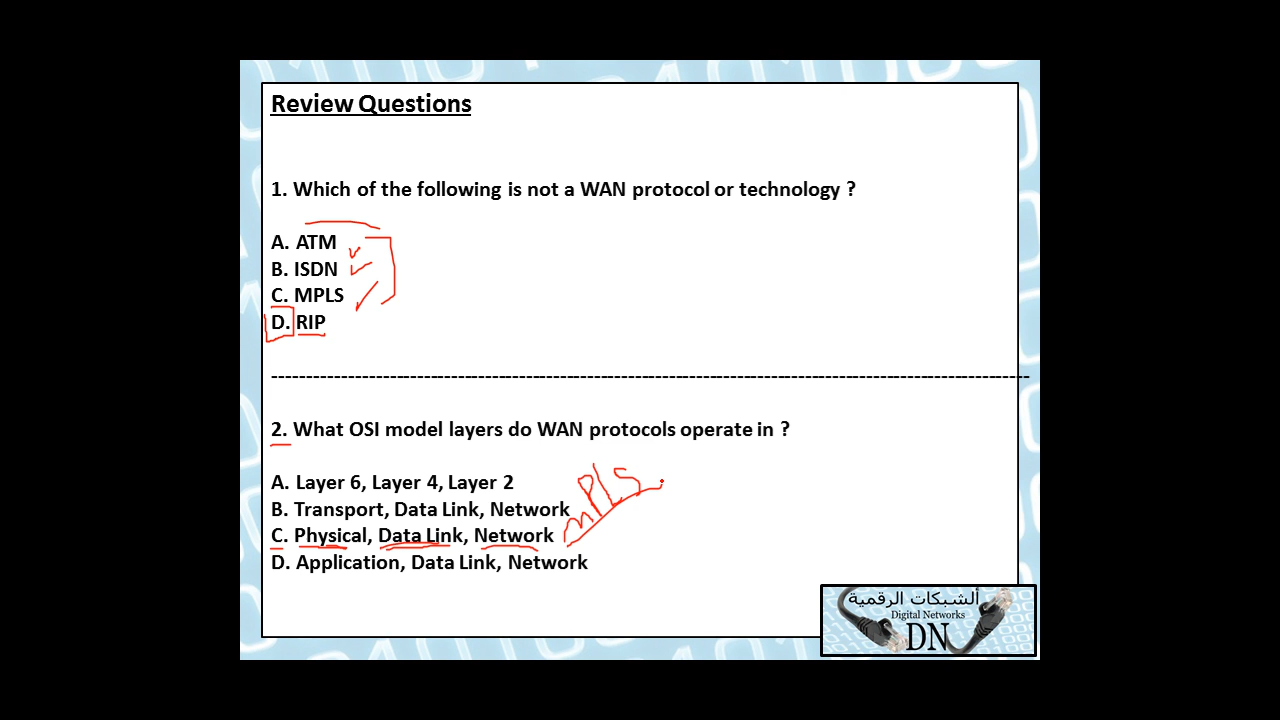 Review Questions
1. Which of the following is not a WAN protocol or technology ?
A. ATM
B. ISDN
C. MPLS
D. RIP
--------------------------------------------------------------------------------------------------------------
2. What OSI model layers do WAN protocols operate in ?
A. Layer 6, Layer 4, Layer 2
B. Transport, Data Link, Network
C. Physical, Data Link, Network
mPLS
D. Application, Data Link, Network
ألشبكات الرقمية
Digital Networks
DN